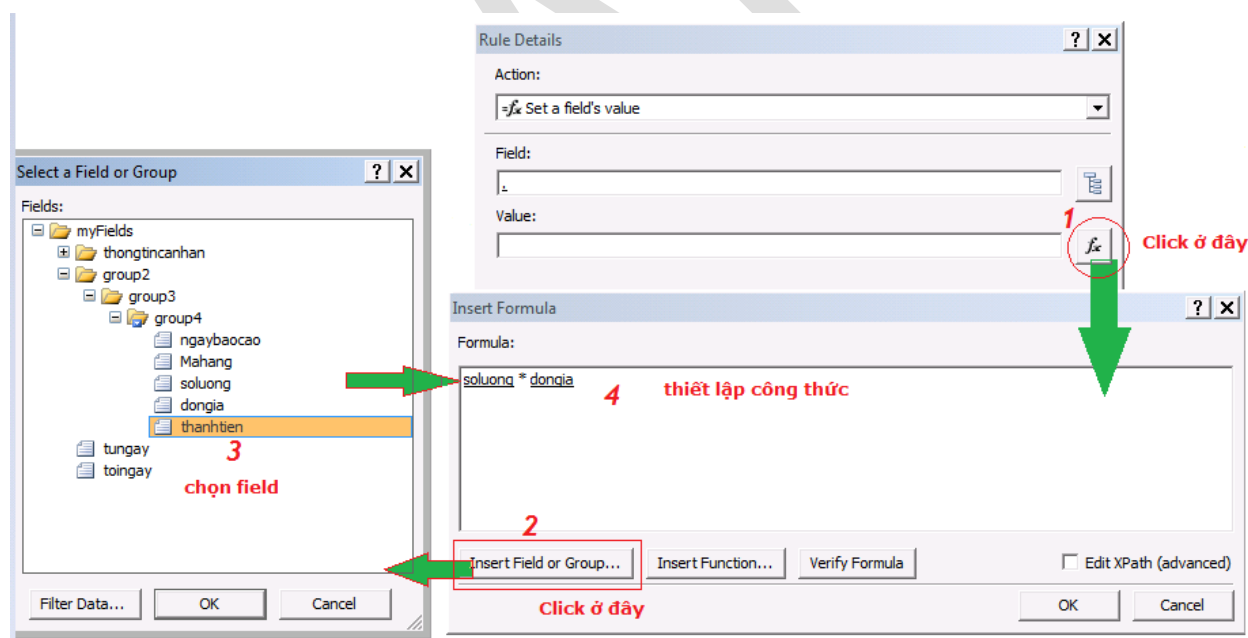 Rule Details
Action:
=fx Set a field's value
Field:
.
Value:
1
fx
Click ở đây
Select a Field or Group
Fields:
myFields
thongtincanhan
group2
group3
group4
ngaybaocao
Mahang
soluong
dongia
thanhtien
tungay
toingay
3
chọn field
Filter Data...
OK
Cancel
Insert Formula
Formula:
soluong * dongia
4
thiết lập công thức
2
Insert Field or Group...
Insert Function...
Verify Formula
Edit XPath (advanced)
Click ở đây
OK
Cancel